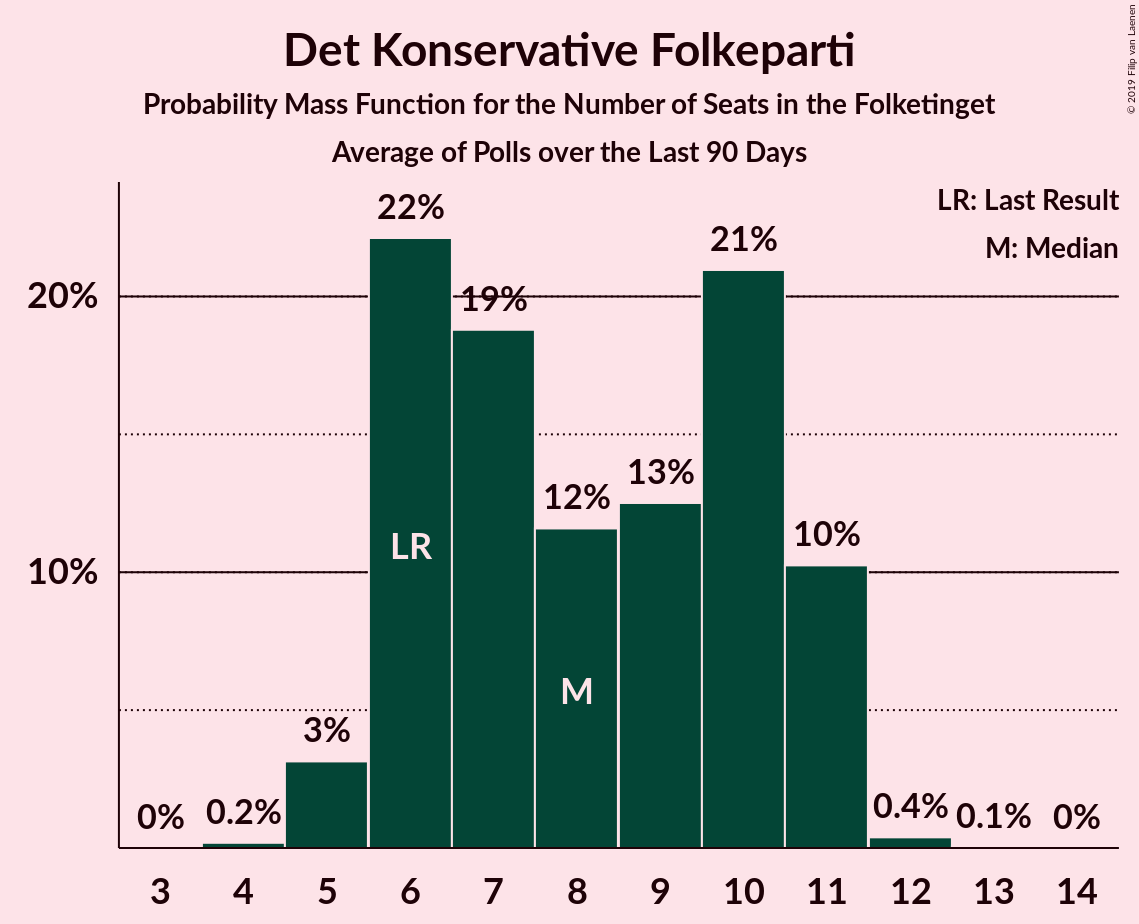 Det Konservative Folkeparti
Probability Mass Function for the Number of Seats in the Folketinget
Average of Polls over the Last 90 Days
© 2019 Filip van Laenen
LR: Last Result
M: Median
20%
10%
0%
0.2%
3%
22%
19%
12%
13%
21%
10%
0.4%
0.1%
0%
LR
M
3 4 5 6 7 8 9 10 11 12 13 14